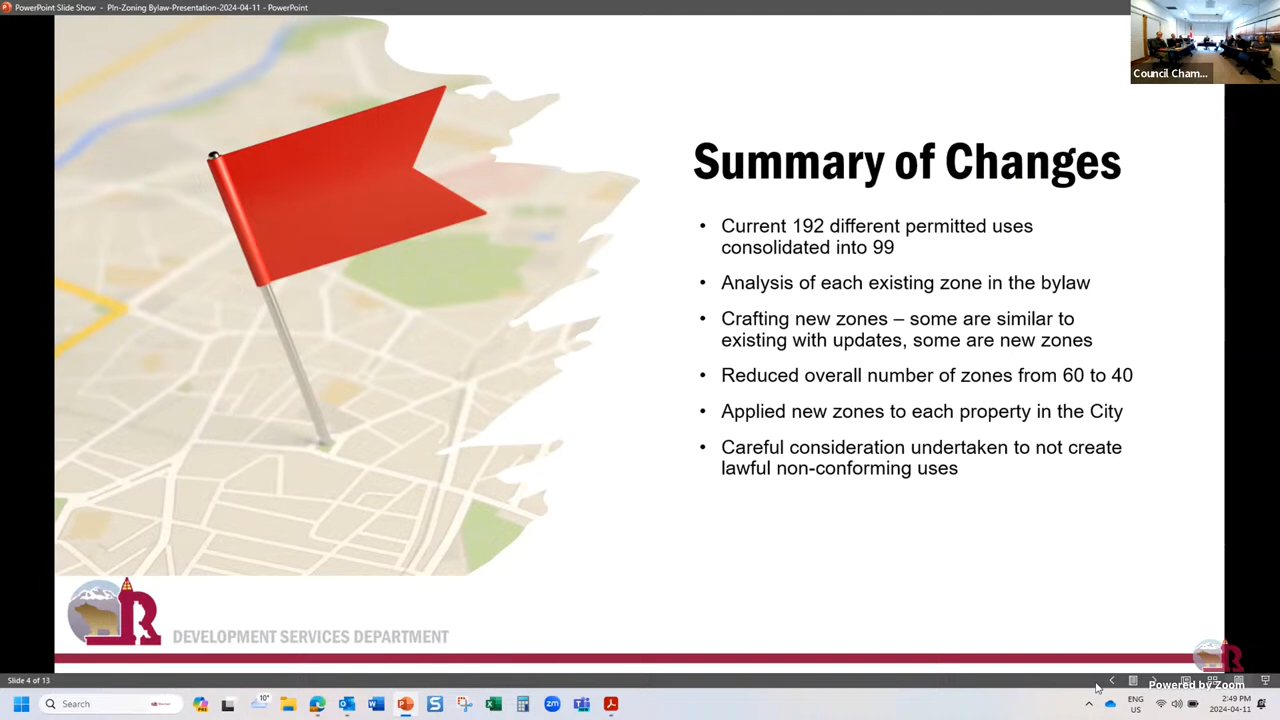 PowerPoint Slide Show - Pln-Zoning Bylaw-Presentation-2024-04-11 - PowerPoint
Council Cham...
Summary of Changes
• Current 192 different permitted uses
consolidated into 99
• Analysis of each existing zone in the bylaw
• Crafting new zones – some are similar to
existing with updates, some are new zones
• Reduced overall number of zones from 60 to 40
• Applied new zones to each property in the City
• Careful consideration undertaken to not create
lawful non-conforming uses
R
DEVELOPMENT SERVICES DEPARTMENT
Slide 4 of 13
Powered by Zoom
Search
10°
ENG
US
2:49 PM
2024-04-11